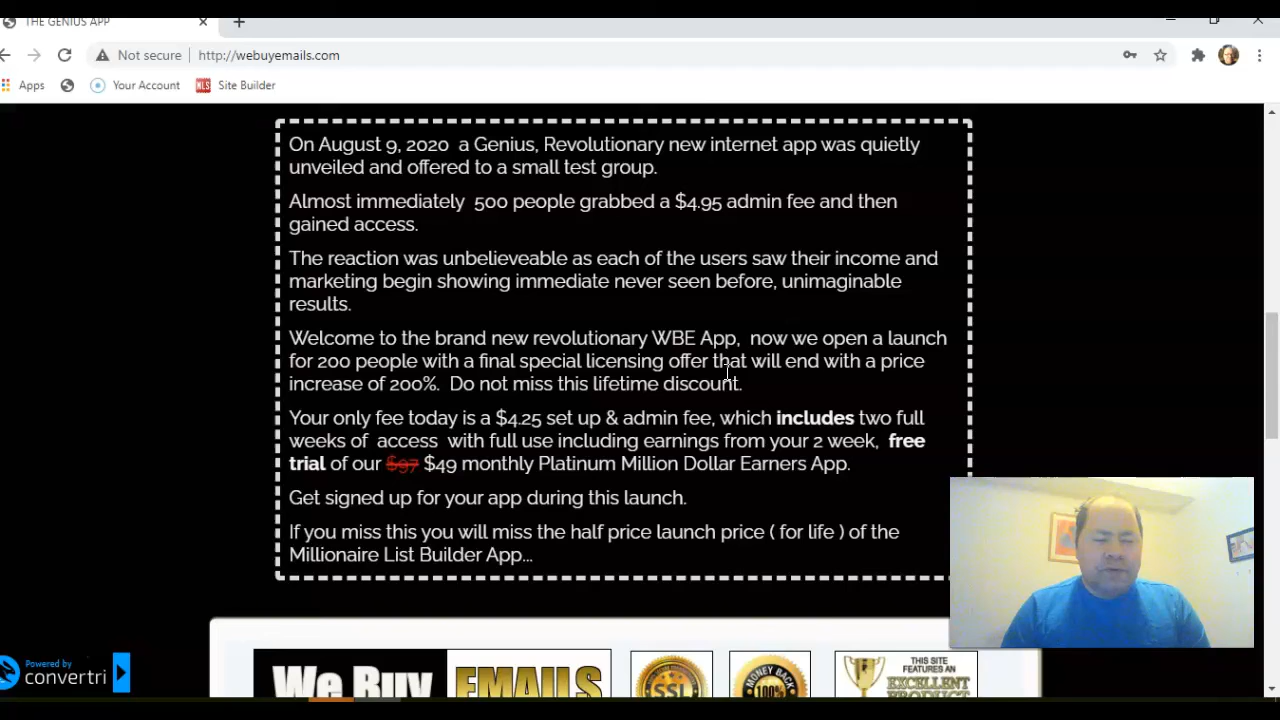 THE GENIUS APP
Not secure
http://webuyemails.com
Apps
Your Account
MLS
Site Builder
On August 9, 2020 a Genius, Revolutionary new internet app was quietly
unveiled and offered to a small test group.
Almost immediately 500 people grabbed a $4.95 admin fee and then
gained access.
The reaction was unbelieveable as each of the users saw their income and
marketing begin showing immediate never seen before, unimaginable
results.
Welcome to the brand new revolutionary WBE App, now we open a launch
for 200 people with a final special licensing offer that will end with a price
increase of 200%. Do not miss this lifetime discount.
Your only fee today is a $4.25 set up & admin fee, which includes two full
weeks of access with full use including earnings from your 2 week, free
trial of our $97 $49 monthly Platinum Million Dollar Earners App.
Get signed up for your app during this launch.
If you miss this you will miss the half price launch price ( for life ) of the
Millionaire List Builder App...
Powered by
convertri
We Buy
EMAILS
SSL
MONEY BACK
100%
THIS SITE
FEATURES AN
EXCELLENT
PRODUCT